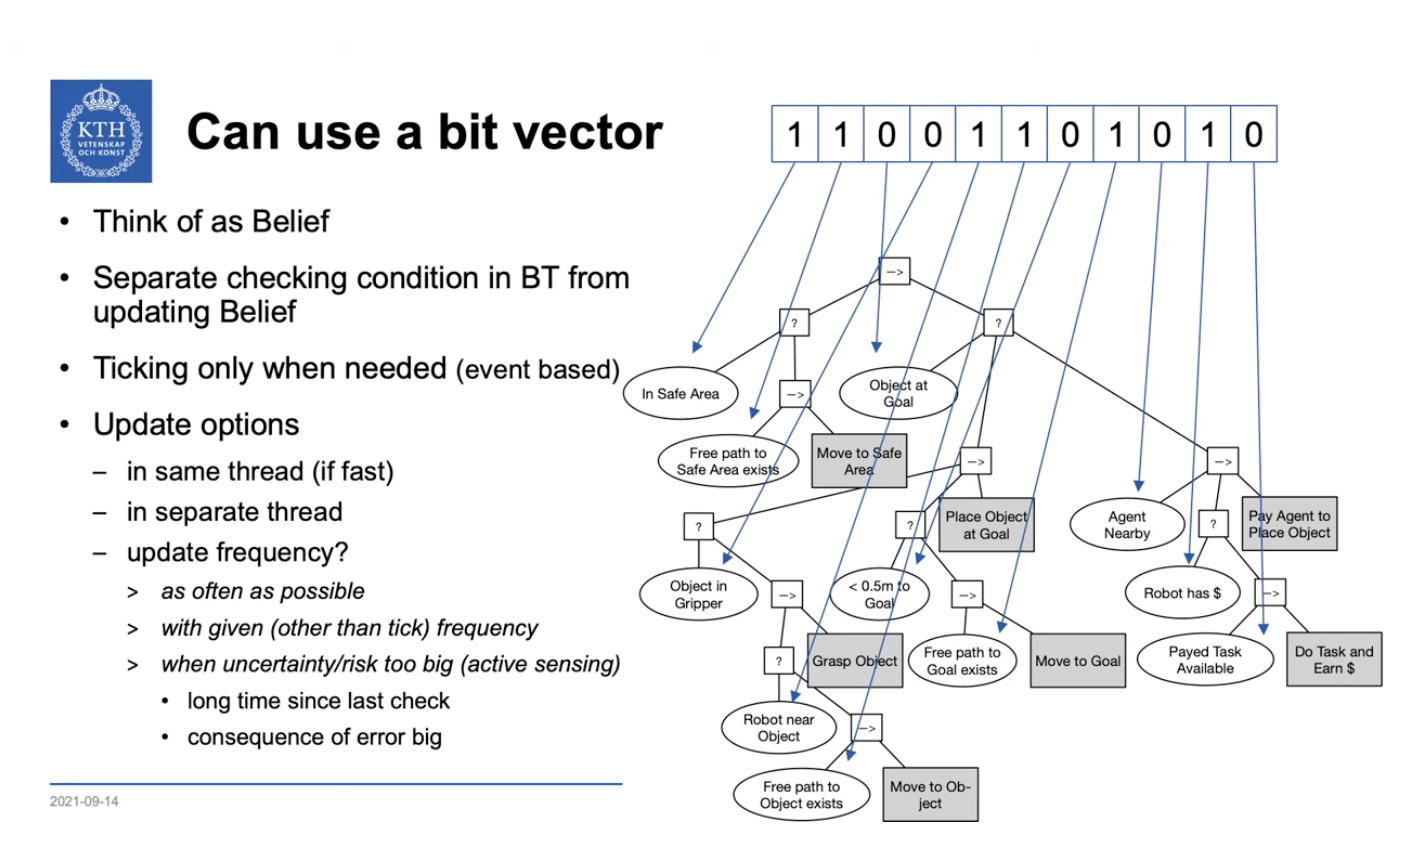 KTH
VETENSKAP
OCH KONST
Can use a bit vector
1 1 0 0 1 1 0 1 0 1 0
• Think of as Belief
• Separate checking condition in BT from
updating Belief
• Ticking only when needed (event based)
• Update options
– in same thread (if fast)
– in separate thread
– update frequency?
> as often as possible
> with given (other than tick) frequency
> when uncertainty/risk too big (active sensing)
• long time since last check
• consequence of error big
2021-09-14
-->
?
?
In Safe Area
-->
Object at
Goal
Free path to
Safe Area exists
Move to Safe
Area
-->
-->
?
?
Place Object
at Goal
Agent
Nearby
?
Pay Agent to
Place Object
Object in
Gripper
-->
< 0.5m to
Goal
-->
Robot has $
-->
?
Grasp Object
Free path to
Goal exists
Move to Goal
Payed Task
Available
Do Task and
Earn $
Robot near
Object
-->
Free path to
Object exists
Move to Ob-
ject